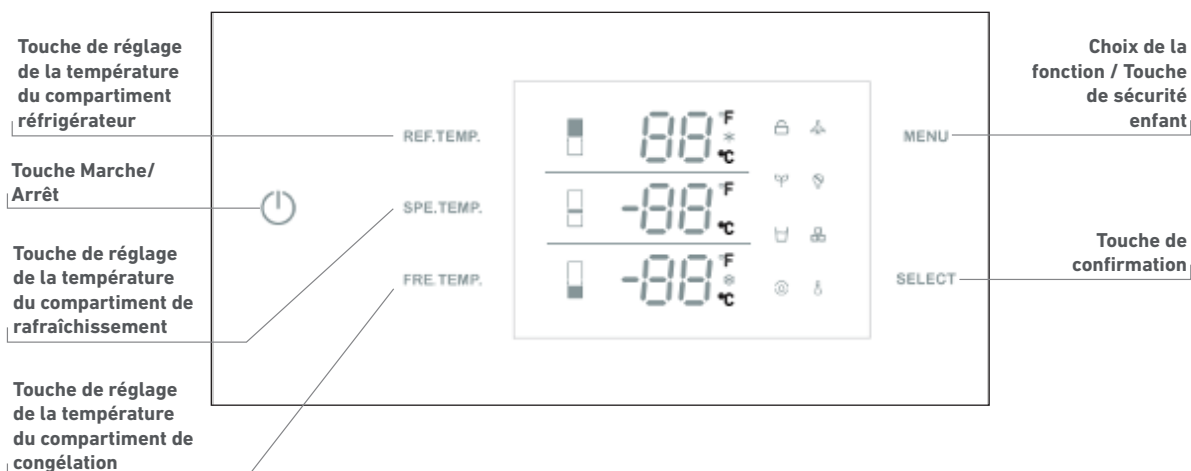 Touche de réglage
de la température
du compartiment
réfrigérateur
Touche Marche/
Arrêt
Touche de réglage
de la température
du compartiment de
rafraîchissement
Touche de réglage
de la température
du compartiment de
congélation
REF.TEMP.
SPE.TEMP.
FRE.TEMP.
88 °F °C
-88 °F °C
-88 °F °C
MENU
SELECT
Choix de la
fonction / Touche
de sécurité
enfant
Touche de
confirmation